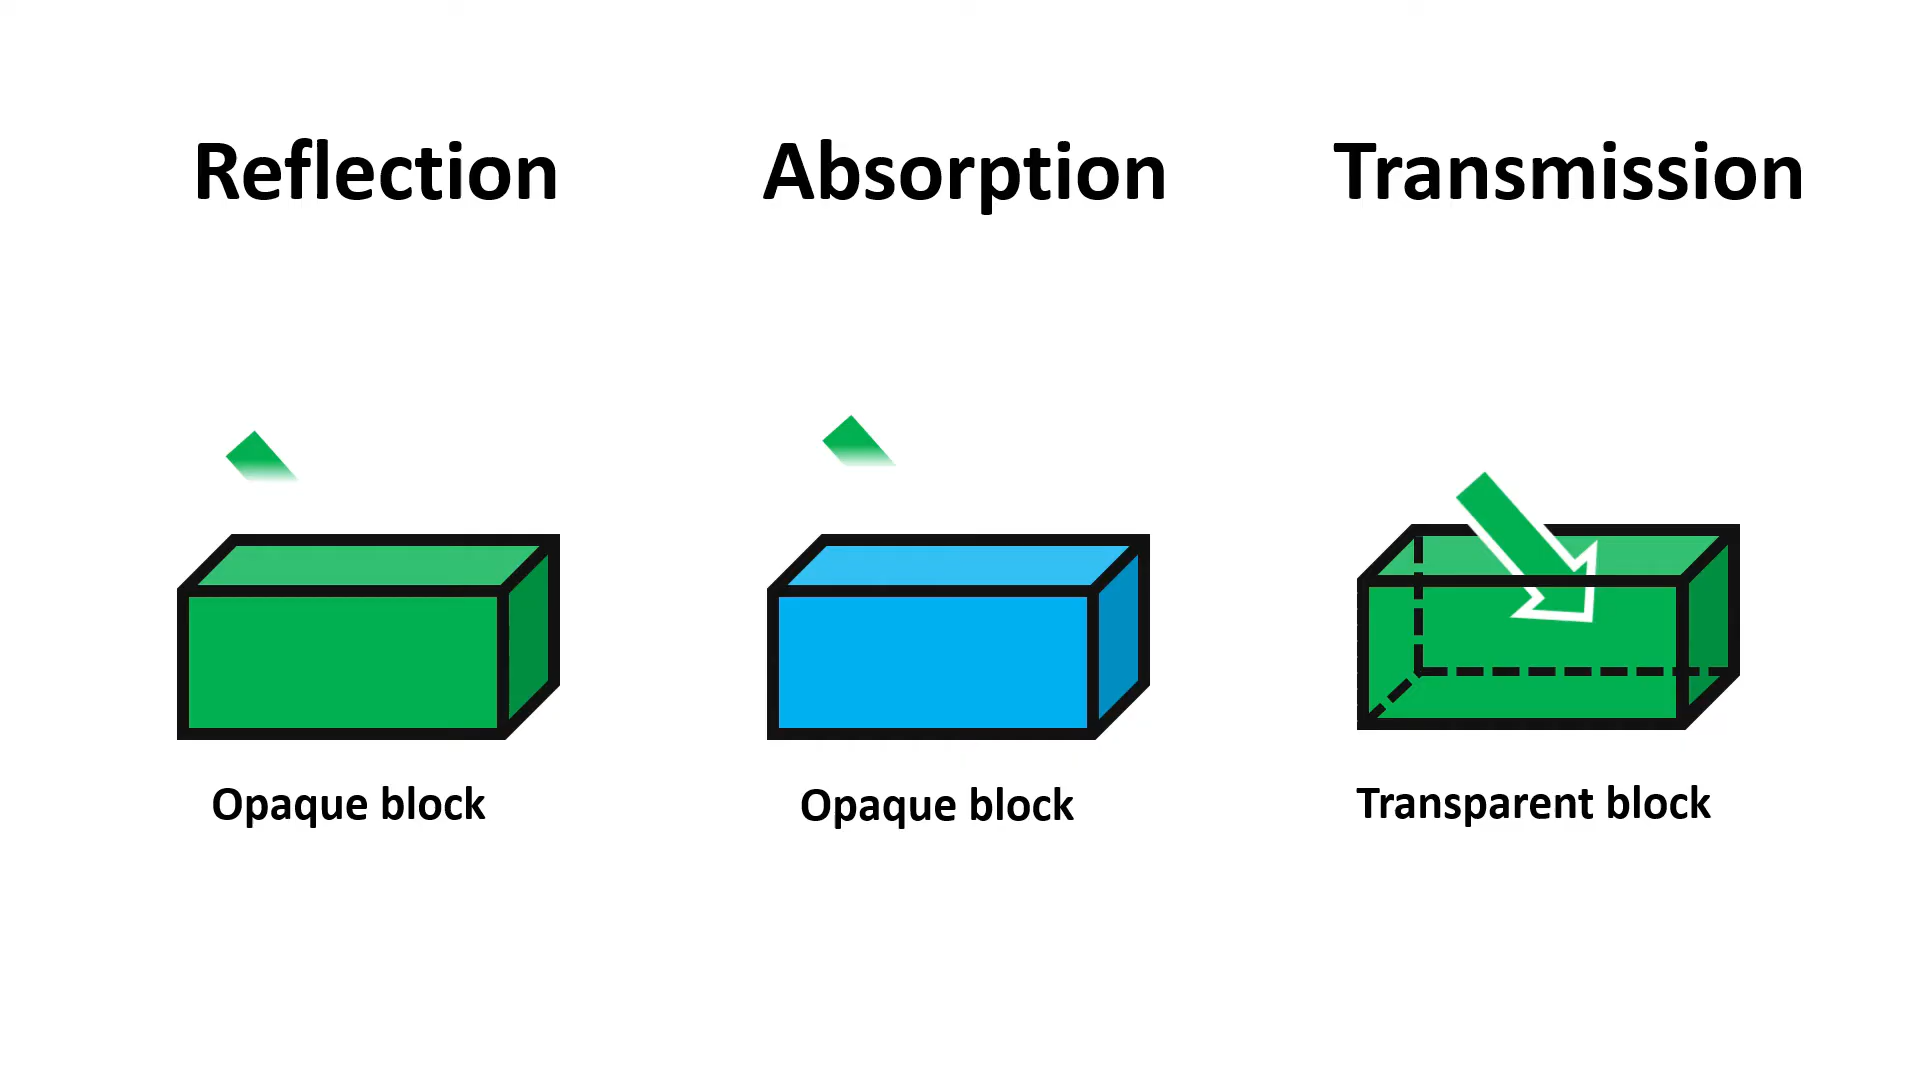 Reflection
Absorption
Transmission
Opaque block
Opaque block
Transparent block